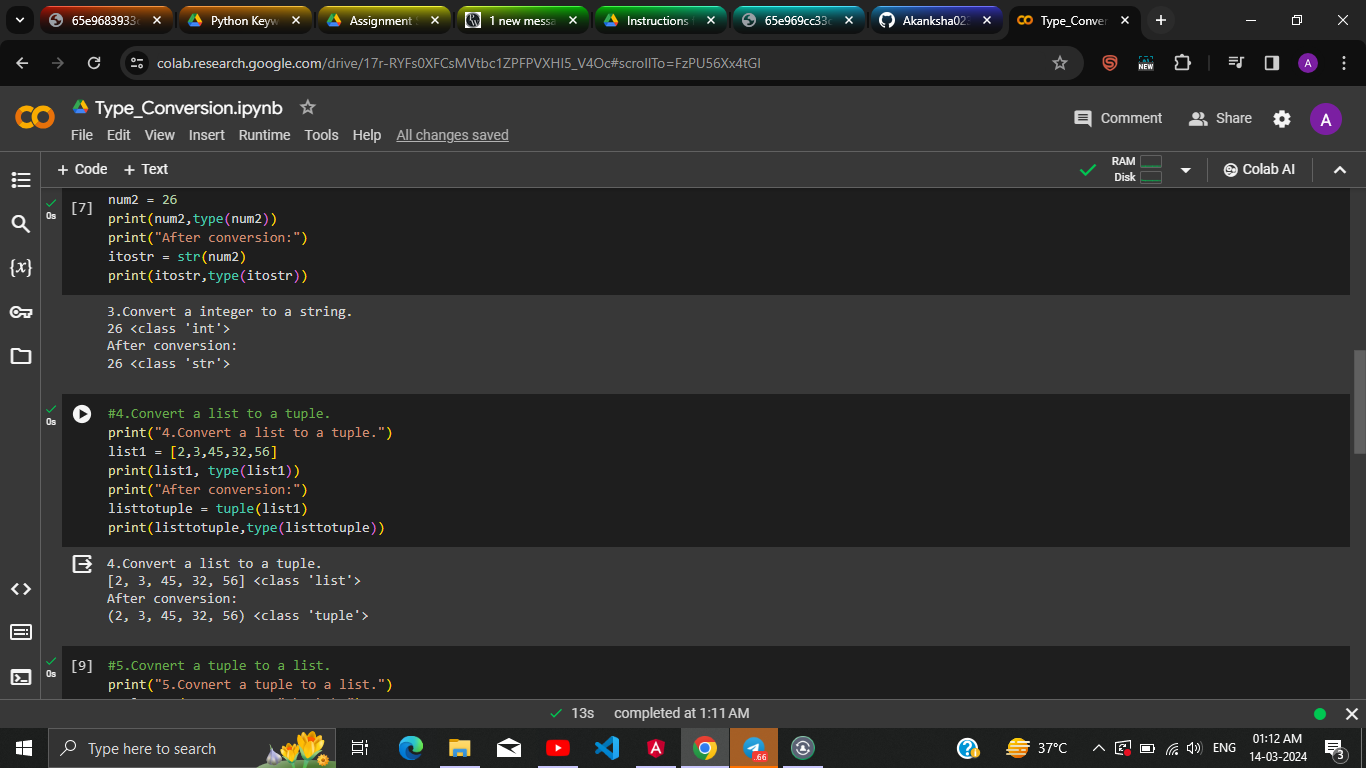 65e9683933
Python Keyw
Assignment
1 new messa
Instructions
65e969cc33
Akanksha02
Type_Conver
colab.research.google.com/drive/17r-RYFs0XFCsMVtbc1ZPFPVXHI5_V4Oc#scrollTo=FzPU56Xx4tGI
NEW
A
Type_Conversion.ipynb
File Edit View Insert Runtime Tools Help All changes saved
Comment Share A
+ Code + Text
RAM
Disk
Colab AI
0s
[7]
num2 = 26
print(num2,type(num2))
print("After conversion:")
itostr = str(num2)
print(itostr,type(itostr))
3.Convert a integer to a string.
26 <class 'int'>
After conversion:
26 <class 'str'>
0s
#4.Convert a list to a tuple.
print("4.Convert a list to a tuple.")
list1 = [2,3,45,32,56]
print(list1, type(list1))
print("After conversion:")
listtotuple = tuple(list1)
print(listtotuple,type(listtotuple))
4.Convert a list to a tuple.
[2, 3, 45, 32, 56] <class 'list'>
After conversion:
(2, 3, 45, 32, 56) <class 'tuple'>
0s
[9] #5.Covnert a tuple to a list.
print("5.Covnert a tuple to a list.")
13s completed at 1:11 AM
Type here to search
.66
37°C
ENG
01:12 AM
14-03-2024
3